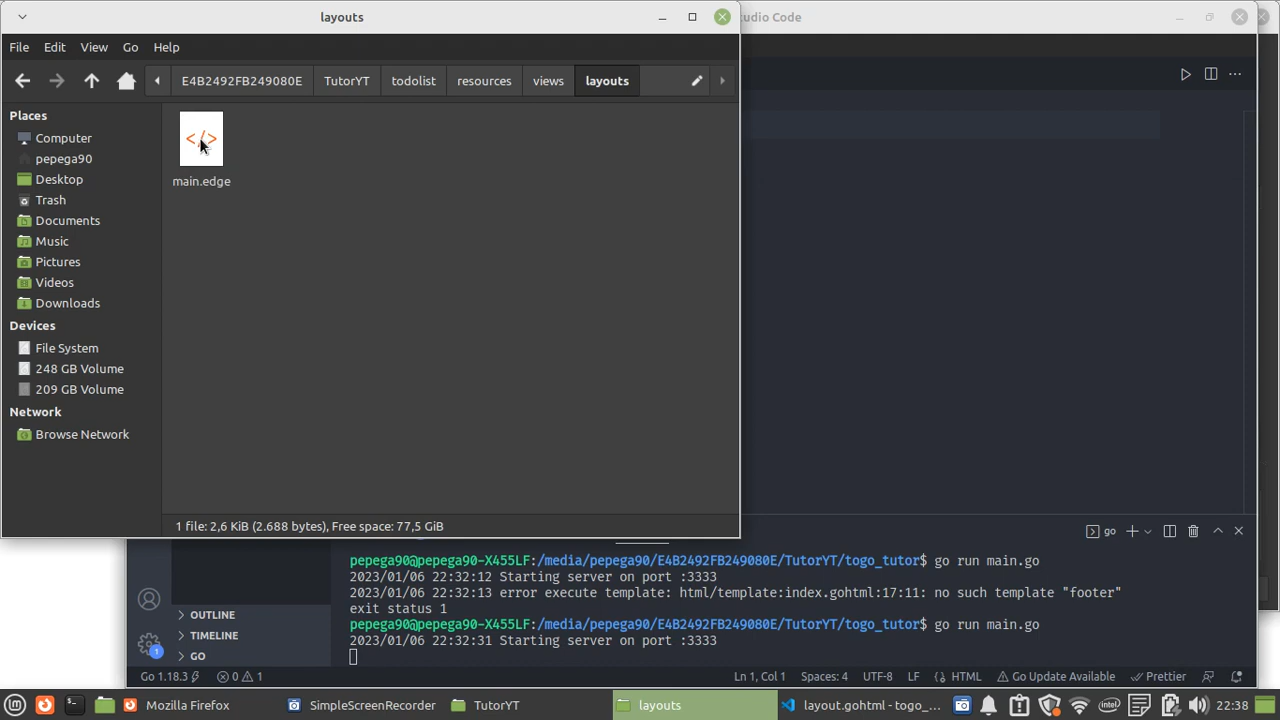 layouts
tudio Code
File Edit View Go Help
E4B2492FB249080E TutorYT todolist resources views layouts
Places
Computer
pepega90
Desktop
Trash
Documents
Music
Pictures
Videos
Downloads
Devices
File System
248 GB Volume
209 GB Volume
Network
Browse Network
</>
main.edge
1 file: 2,6 KiB (2.688 bytes), Free space: 77,5 GiB
go
pepega90@pepega90-X455LF:/media/pepega90/E4B2492FB249080E/TutorYT/togo_tutor$ go run main.go
2023/01/06 22:32:12 Starting server on port :3333
2023/01/06 22:32:13 error execute template: html/template:index.gohtml:17:11: no such template "footer"
exit status 1
pepega90@pepega90-X455LF:/media/pepega90/E4B2492FB249080E/TutorYT/togo_tutor$ go run main.go
2023/01/06 22:32:31 Starting server on port :3333
OUTLINE
TIMELINE
GO
1
Go 1.18.3 0 1 Ln 1, Col 1 Spaces: 4 UTF-8 LF HTML Go Update Available Prettier
Mozilla Firefox SimpleScreenRecorder TutorYT layouts layout.gohtml - togo_... intel 22:38